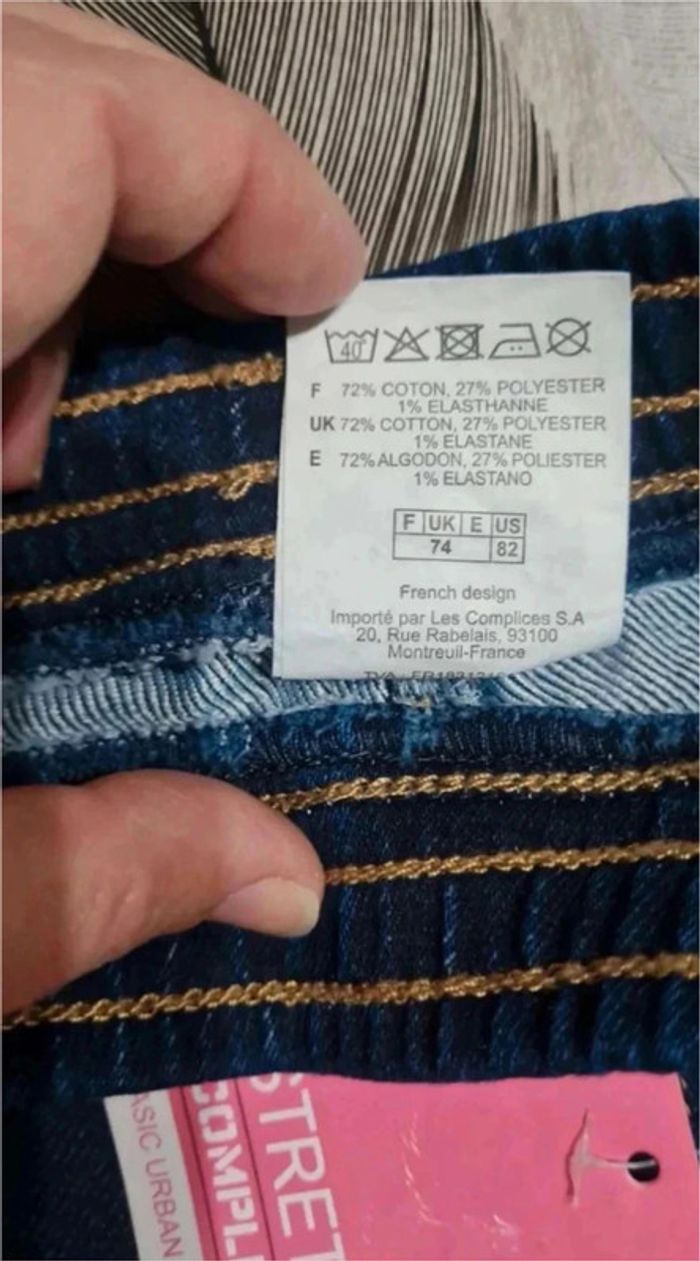 40
F 72% COTON, 27% POLYESTER
1% ELASTHANNE
UK 72% COTTON, 27% POLYESTER
1% ELASTANE
E 72% ALGODON, 27% POLIESTER
1% ELASTANO
F UK E US
74 82
French design
Importé par Les Complices S.A
20, Rue Rabelais, 93100
Montreuil-France
STRET
COMPL
ASIC URBAN